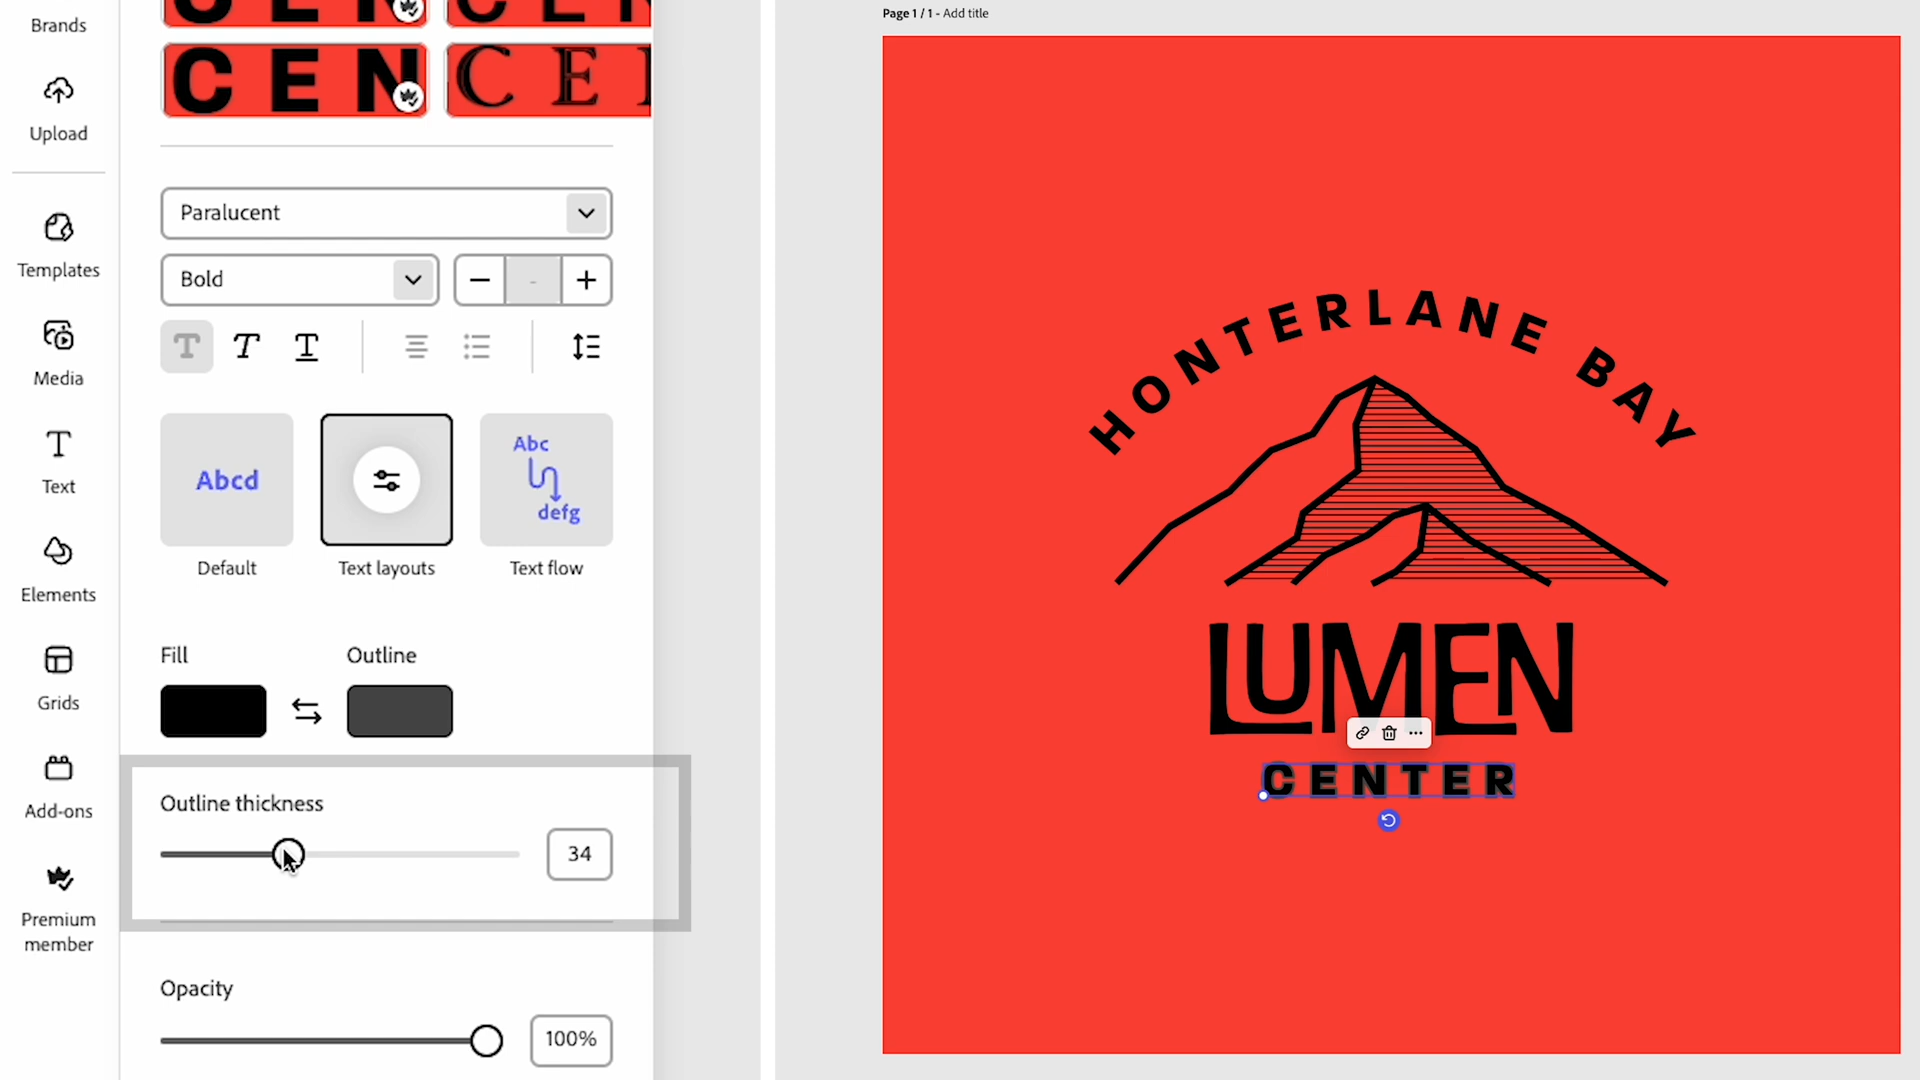 Brands
Upload
Templates
Media
Text
Elements
Grids
Add-ons
Premium
member
CEN
CE
Paralucent
Bold
-
T T T
Abcd
Abc
defg
Default
Text layouts
Text flow
Fill
Outline
Outline thickness
34
Opacity
100%
Page 1 / 1 - Add title
HONTERLANE BAY
LUMEN
CENTER